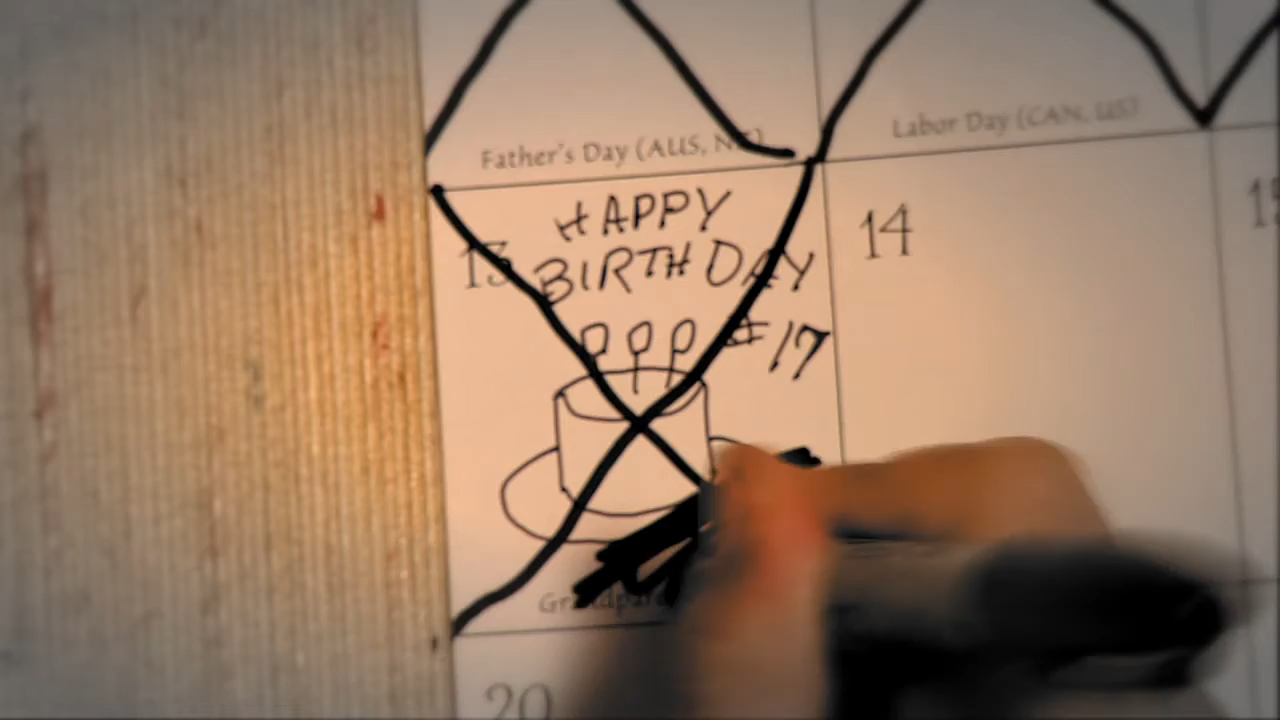 Father's Day (AUS, NZ)
Labor Day (CAN, US)
13
HAPPY
BIRTHDAY
#17
14
20